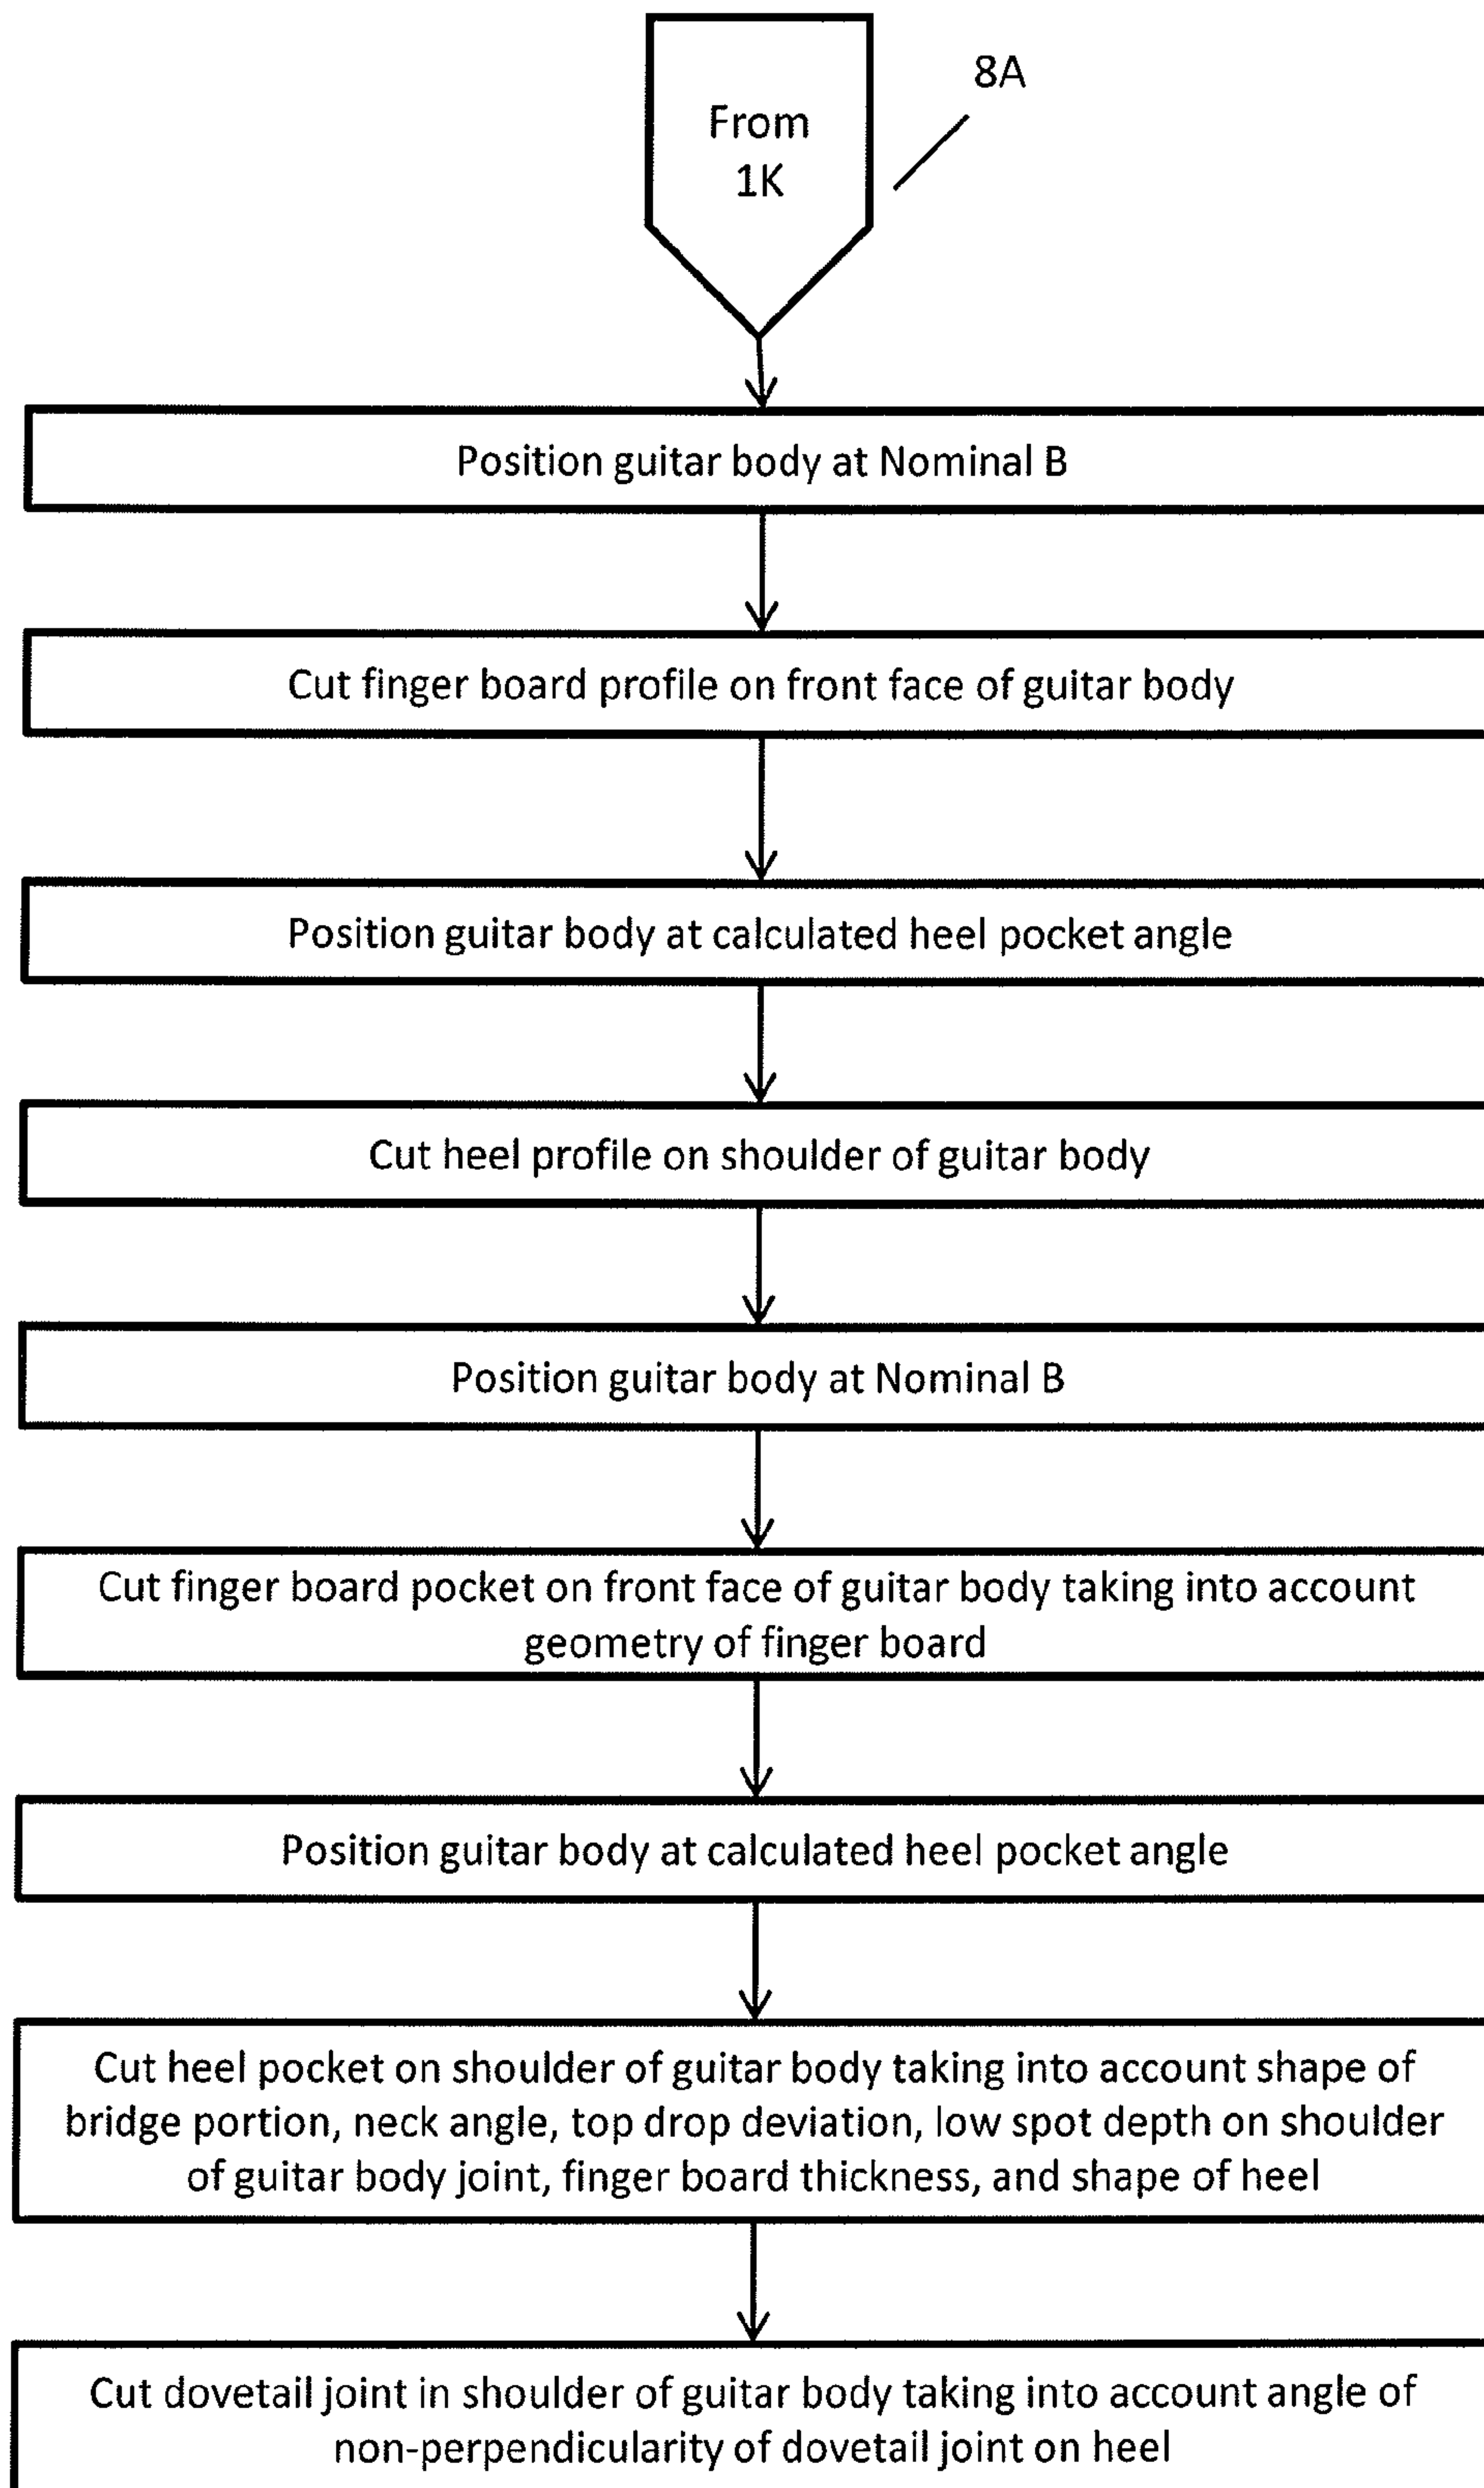 From
1K
8A
Position guitar body at Nominal B
Cut finger board profile on front face of guitar body
Position guitar body at calculated heel pocket angle
Cut heel profile on shoulder of guitar body
Position guitar body at Nominal B
Cut finger board pocket on front face of guitar body taking into account
geometry of finger board
Position guitar body at calculated heel pocket angle
Cut heel pocket on shoulder of guitar body taking into account shape of
bridge portion, neck angle, top drop deviation, low spot depth on shoulder
of guitar body joint, finger board thickness, and shape of heel
Cut dovetail joint in shoulder of guitar body taking into account angle of
non-perpendicularity of dovetail joint on heel